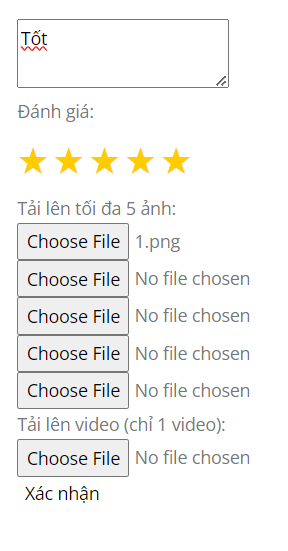 Tốt
Đánh giá:
Tải lên tối đa 5 ảnh:
Choose File 1.png
Choose File No file chosen
Choose File No file chosen
Choose File No file chosen
Choose File No file chosen
Tải lên video (chỉ 1 video):
Choose File No file chosen
Xác nhận